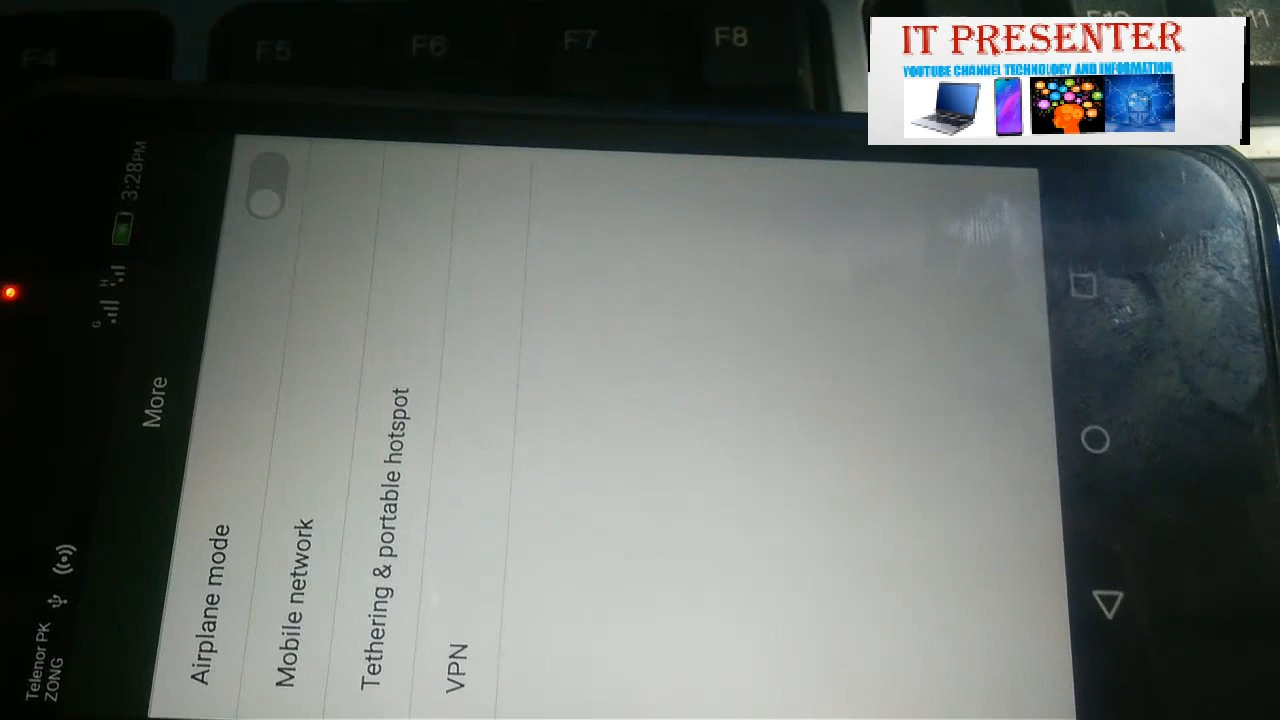 F4
F5
F6
F7
F8
F11
IT PRESENTER
YOUTUBE CHANNEL TECHNOLOGY AND INFORMATION
Telenor PK
ZONG
G
H
3:28PM
More
Airplane mode
Mobile network
Tethering & portable hotspot
VPN